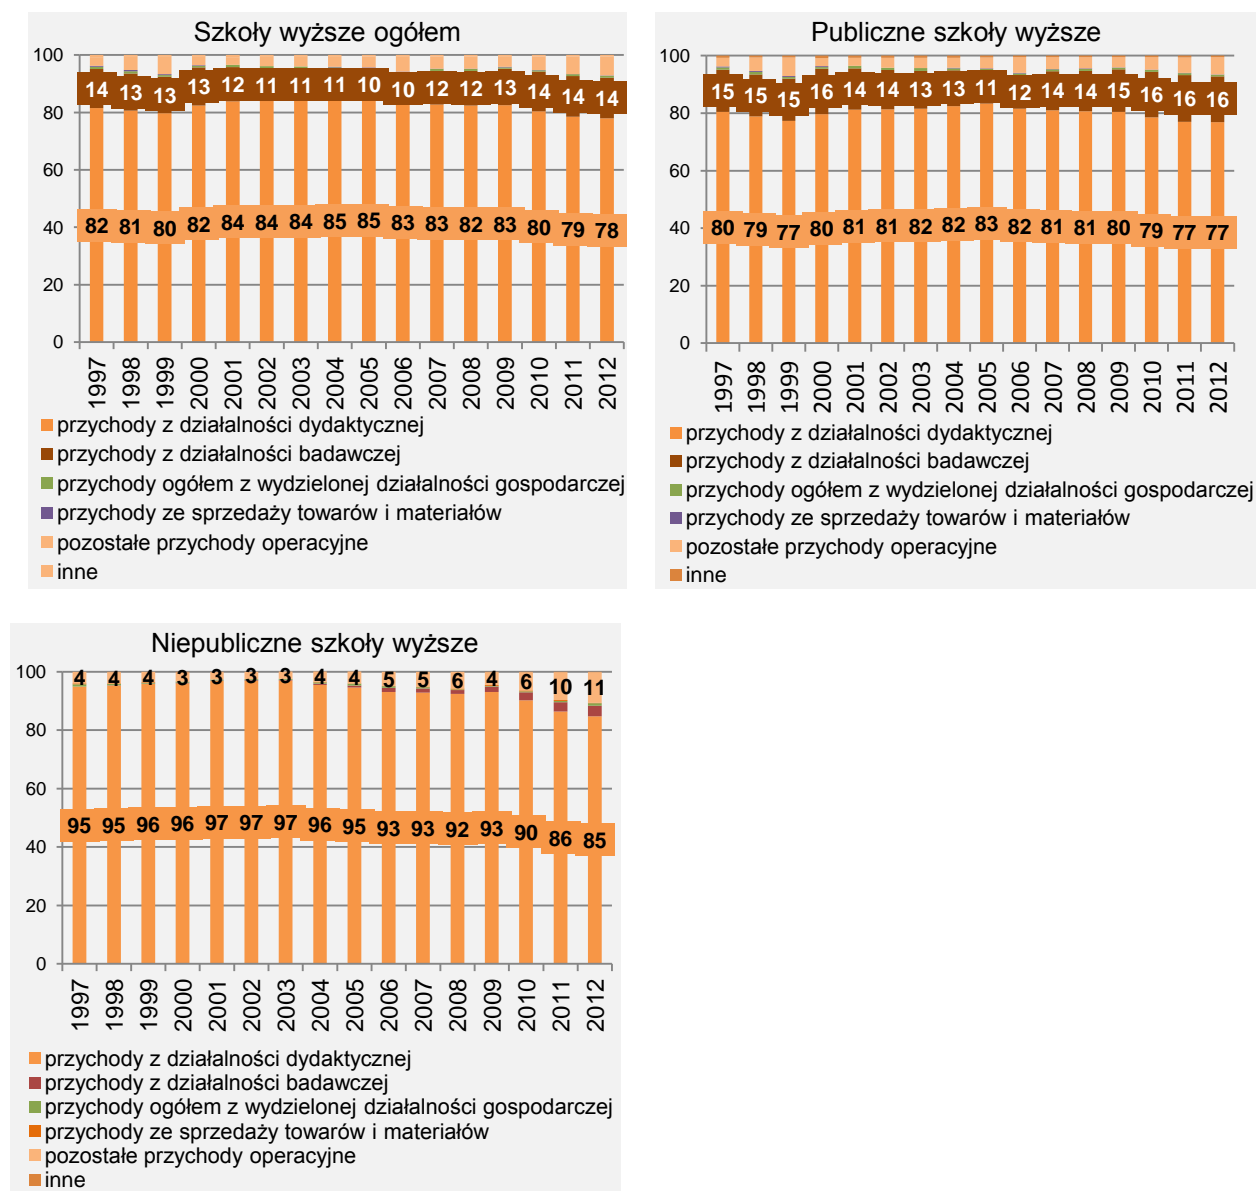 Szkoły wyższe ogółem
100
80
60
40
20
0
14 13 13 13 12 11 11 11 10 10 12 12 13 14 14 14
82 81 80 82 84 84 84 85 85 83 83 82 83 80 79 78
1997 1998 1999 2000 2001 2002 2003 2004 2005 2006 2007 2008 2009 2010 2011 2012
przychody z działalności dydaktycznej
przychody z działalności badawczej
przychody ogółem z wydzielonej działalności gospodarczej
przychody ze sprzedaży towarów i materiałów
pozostałe przychody operacyjne
inne
Publiczne szkoły wyższe
100
80
60
40
20
0
15 15 15 16 14 14 13 13 11 12 14 14 15 16 16 16
80 79 77 80 81 81 82 82 83 82 81 81 80 79 77 77
1997 1998 1999 2000 2001 2002 2003 2004 2005 2006 2007 2008 2009 2010 2011 2012
przychody z działalności dydaktycznej
przychody z działalności badawczej
przychody ogółem z wydzielonej działalności gospodarczej
przychody ze sprzedaży towarów i materiałów
pozostałe przychody operacyjne
inne
Niepubliczne szkoły wyższe
100
80
60
40
20
0
4 4 4 3 3 3 3 4 4 5 5 6 4 6 10 11
95 95 96 96 97 97 97 96 95 93 93 92 93 90 86 85
1997 1998 1999 2000 2001 2002 2003 2004 2005 2006 2007 2008 2009 2010 2011 2012
przychody z działalności dydaktycznej
przychody z działalności badawczej
przychody ogółem z wydzielonej działalności gospodarczej
przychody ze sprzedaży towarów i materiałów
pozostałe przychody operacyjne
inne